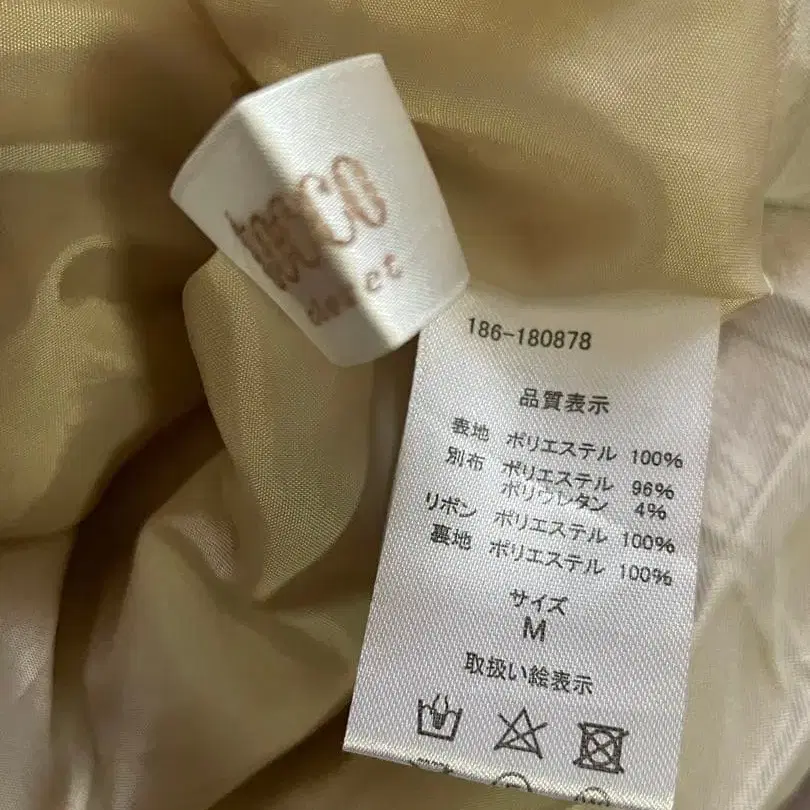 tocco
closet
186-180878
品質表示
表地 ポリエステル 100%
別布 ポリエステル 96%
ポリウレタン 4%
リボン ポリエステル 100%
裏地 ポリエステル 100%
サイズ
M
取扱い絵表示